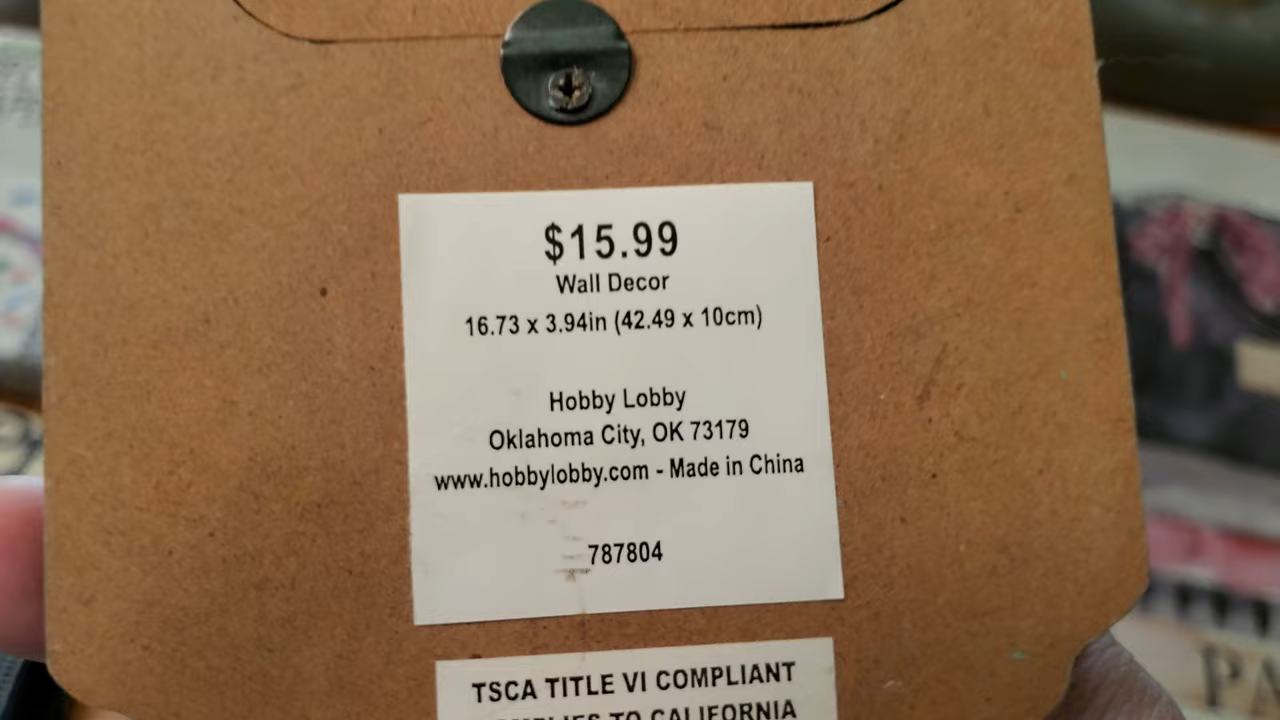 $15.99
Wall Decor
16.73 x 3.94in (42.49 x 10cm)
Hobby Lobby
Oklahoma City, OK 73179
www.hobbylobby.com - Made in China
787804
TSCA TITLE VI COMPLIANT
TO CALIFORNIA
PA